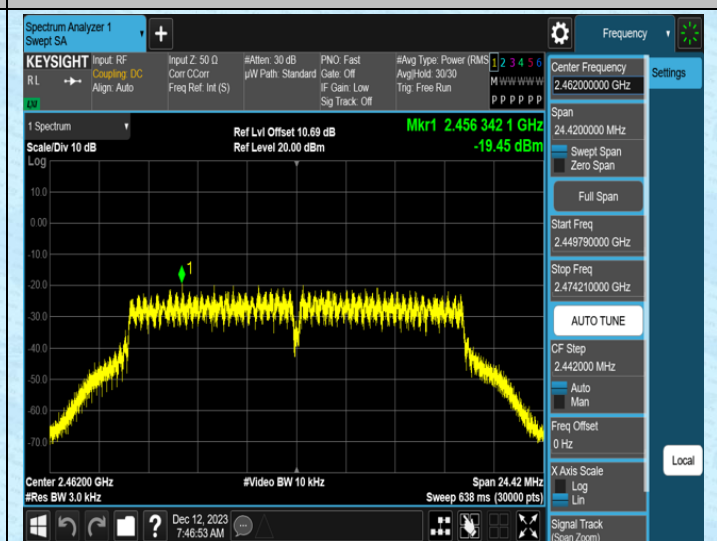 Spectrum Analyzer 1
Swept SA
Frequency
KEYSIGHT
R L
LXI
Input: RF
Coupling: DC
Align: Auto
Input Z: 50 Ω
Corr CCorr
Freq Ref: Int (S)
#Atten: 30 dB
µW Path: Standard
PNO: Fast
Gate: Off
IF Gain: Low
Sig Track: Off
#Avg Type: Power (RMS
Avg|Hold: 30/30
Trig: Free Run
1 2 3 4 5 6
M W W W W W
P P P P P P
1 Spectrum
Scale/Div 10 dB
Ref Lvl Offset 10.69 dB
Ref Level 20.00 dBm
Mkr1 2.456 342 1 GHz
-19.45 dBm
Log
10.0
0.00
-10.0
-20.0
-30.0
-40.0
-50.0
-60.0
-70.0
1
Center 2.46200 GHz
#Res BW 3.0 kHz
#Video BW 10 kHz
Span 24.42 MHz
Sweep 638 ms (30000 pts)
Dec 12, 2023
7:46:53 AM
?
Center Frequency
2.462000000 GHz
Settings
Span
24.4200000 MHz
Swept Span
Zero Span
Full Span
Start Freq
2.449790000 GHz
Stop Freq
2.474210000 GHz
AUTO TUNE
CF Step
2.442000 MHz
Auto
Man
Freq Offset
0 Hz
X Axis Scale
Log
Lin
Local
Signal Track
(Span Zoom)